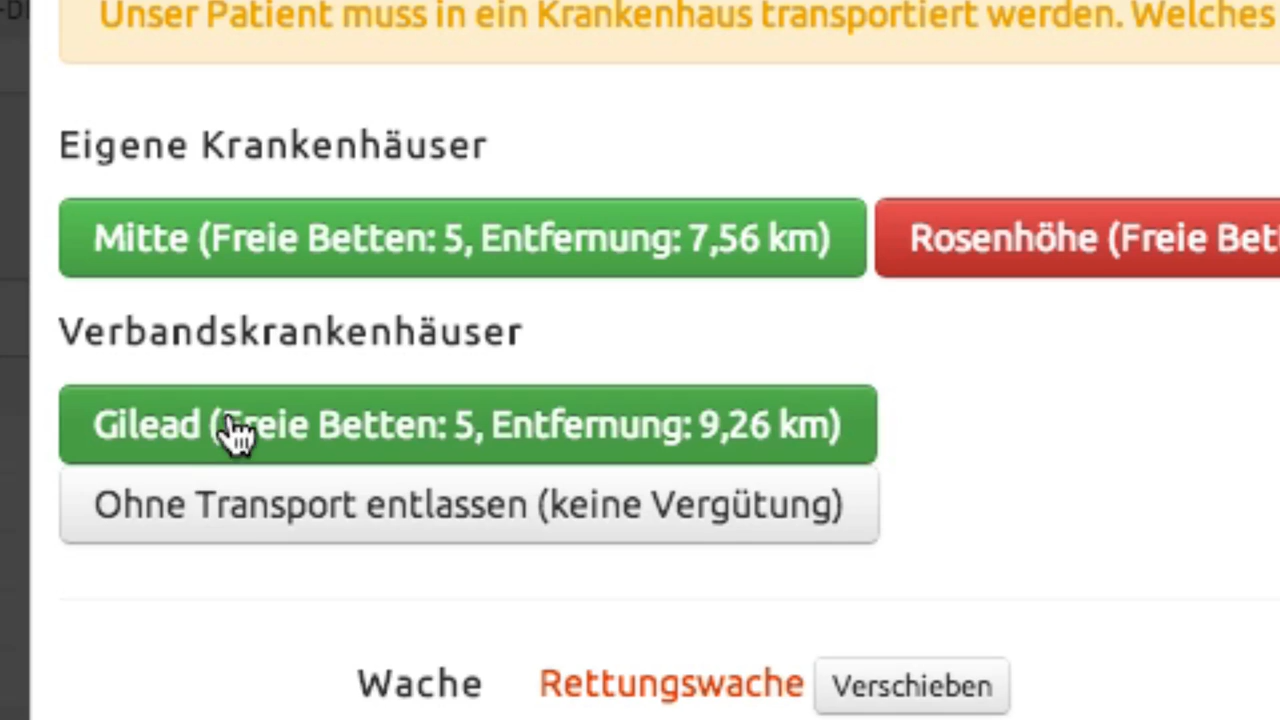 Unser Patient muss in ein Krankenhaus transportiert werden. Welches
Eigene Krankenhäuser
Mitte (Freie Betten: 5, Entfernung: 7,56 km) Rosenhöhe (Freie Bet
Verbandskrankenhäuser
Gilead (Freie Betten: 5, Entfernung: 9,26 km)
Ohne Transport entlassen (keine Vergütung)
Wache Rettungswache Verschieben